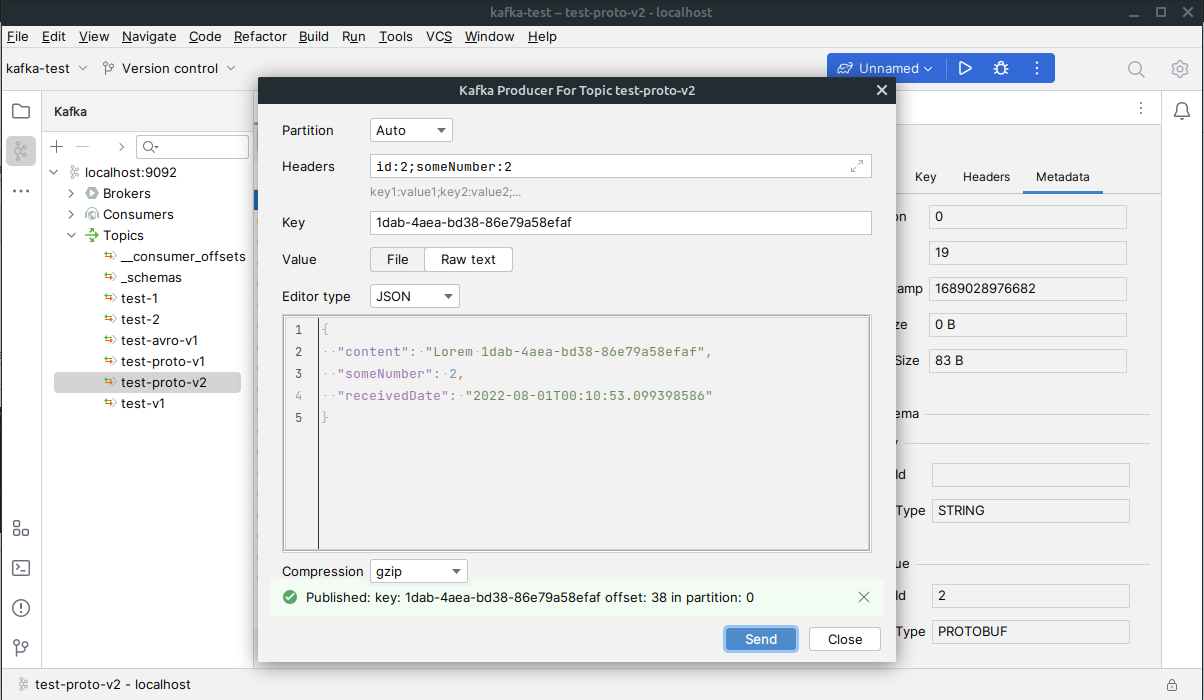 kafka-test – test-proto-v2 - localhost
File Edit View Navigate Code Refactor Build Run Tools VCS Window Help
kafka-test Version control Unnamed
Kafka
localhost:9092
Brokers
Consumers
Topics
__consumer_offsets
_schemas
test-1
test-2
test-avro-v1
test-proto-v1
test-proto-v2
test-v1
Kafka Producer For Topic test-proto-v2
Partition Auto
Headers id:2;someNumber:2
key1:value1;key2:value2;...
Key 1dab-4aea-bd38-86e79a58efaf
Value File Raw text
Editor type JSON
1 {
2 "content": "Lorem 1dab-4aea-bd38-86e79a58efaf",
3 "someNumber": 2,
4 "receivedDate": "2022-08-01T00:10:53.099398586"
5 }
Compression gzip
Published: key: 1dab-4aea-bd38-86e79a58efaf offset: 38 in partition: 0
Send Close
Key Headers Metadata
on 0
19
amp 1689028976682
ze 0 B
Size 83 B
ema
Id
Type STRING
ue
Id 2
Type PROTOBUF
test-proto-v2 - localhost